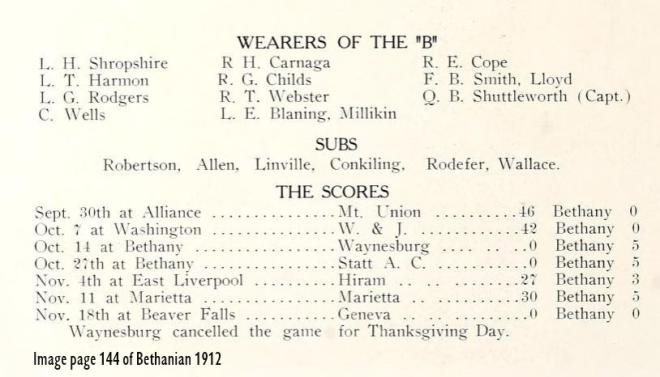 WEARERS OF THE "B"
L. H. Shropshire R H. Carnaga R. E. Cope
L. T. Harmon R. G. Childs F. B. Smith, Lloyd
L. G. Rodgers R. T. Webster Q. B. Shuttleworth (Capt.)
C. Wells L. E. Blaning, Millikin
SUBS
Robertson, Allen, Linville, Conkiling, Rodefer, Wallace.
THE SCORES
Sept. 30th at Alliance ................Mt. Union ..........46 Bethany 0
Oct. 7 at Washington ................W. & J. ..............42 Bethany 0
Oct. 14 at Bethany .................Waynesburg .... .. ..0 Bethany 5
Oct. 27th at Bethany ................Statt A. C. ............0 Bethany 5
Nov. 4th at East Liverpool ...........Hiram .. .. ..........27 Bethany 3
Nov. 11 at Marietta .................Marietta .. ..........30 Bethany 5
Nov. 18th at Beaver Falls ............Geneva .. .. ..........0 Bethany 0
Waynesburg cancelled the game for Thanksgiving Day.
Image page 144 of Bethanian 1912